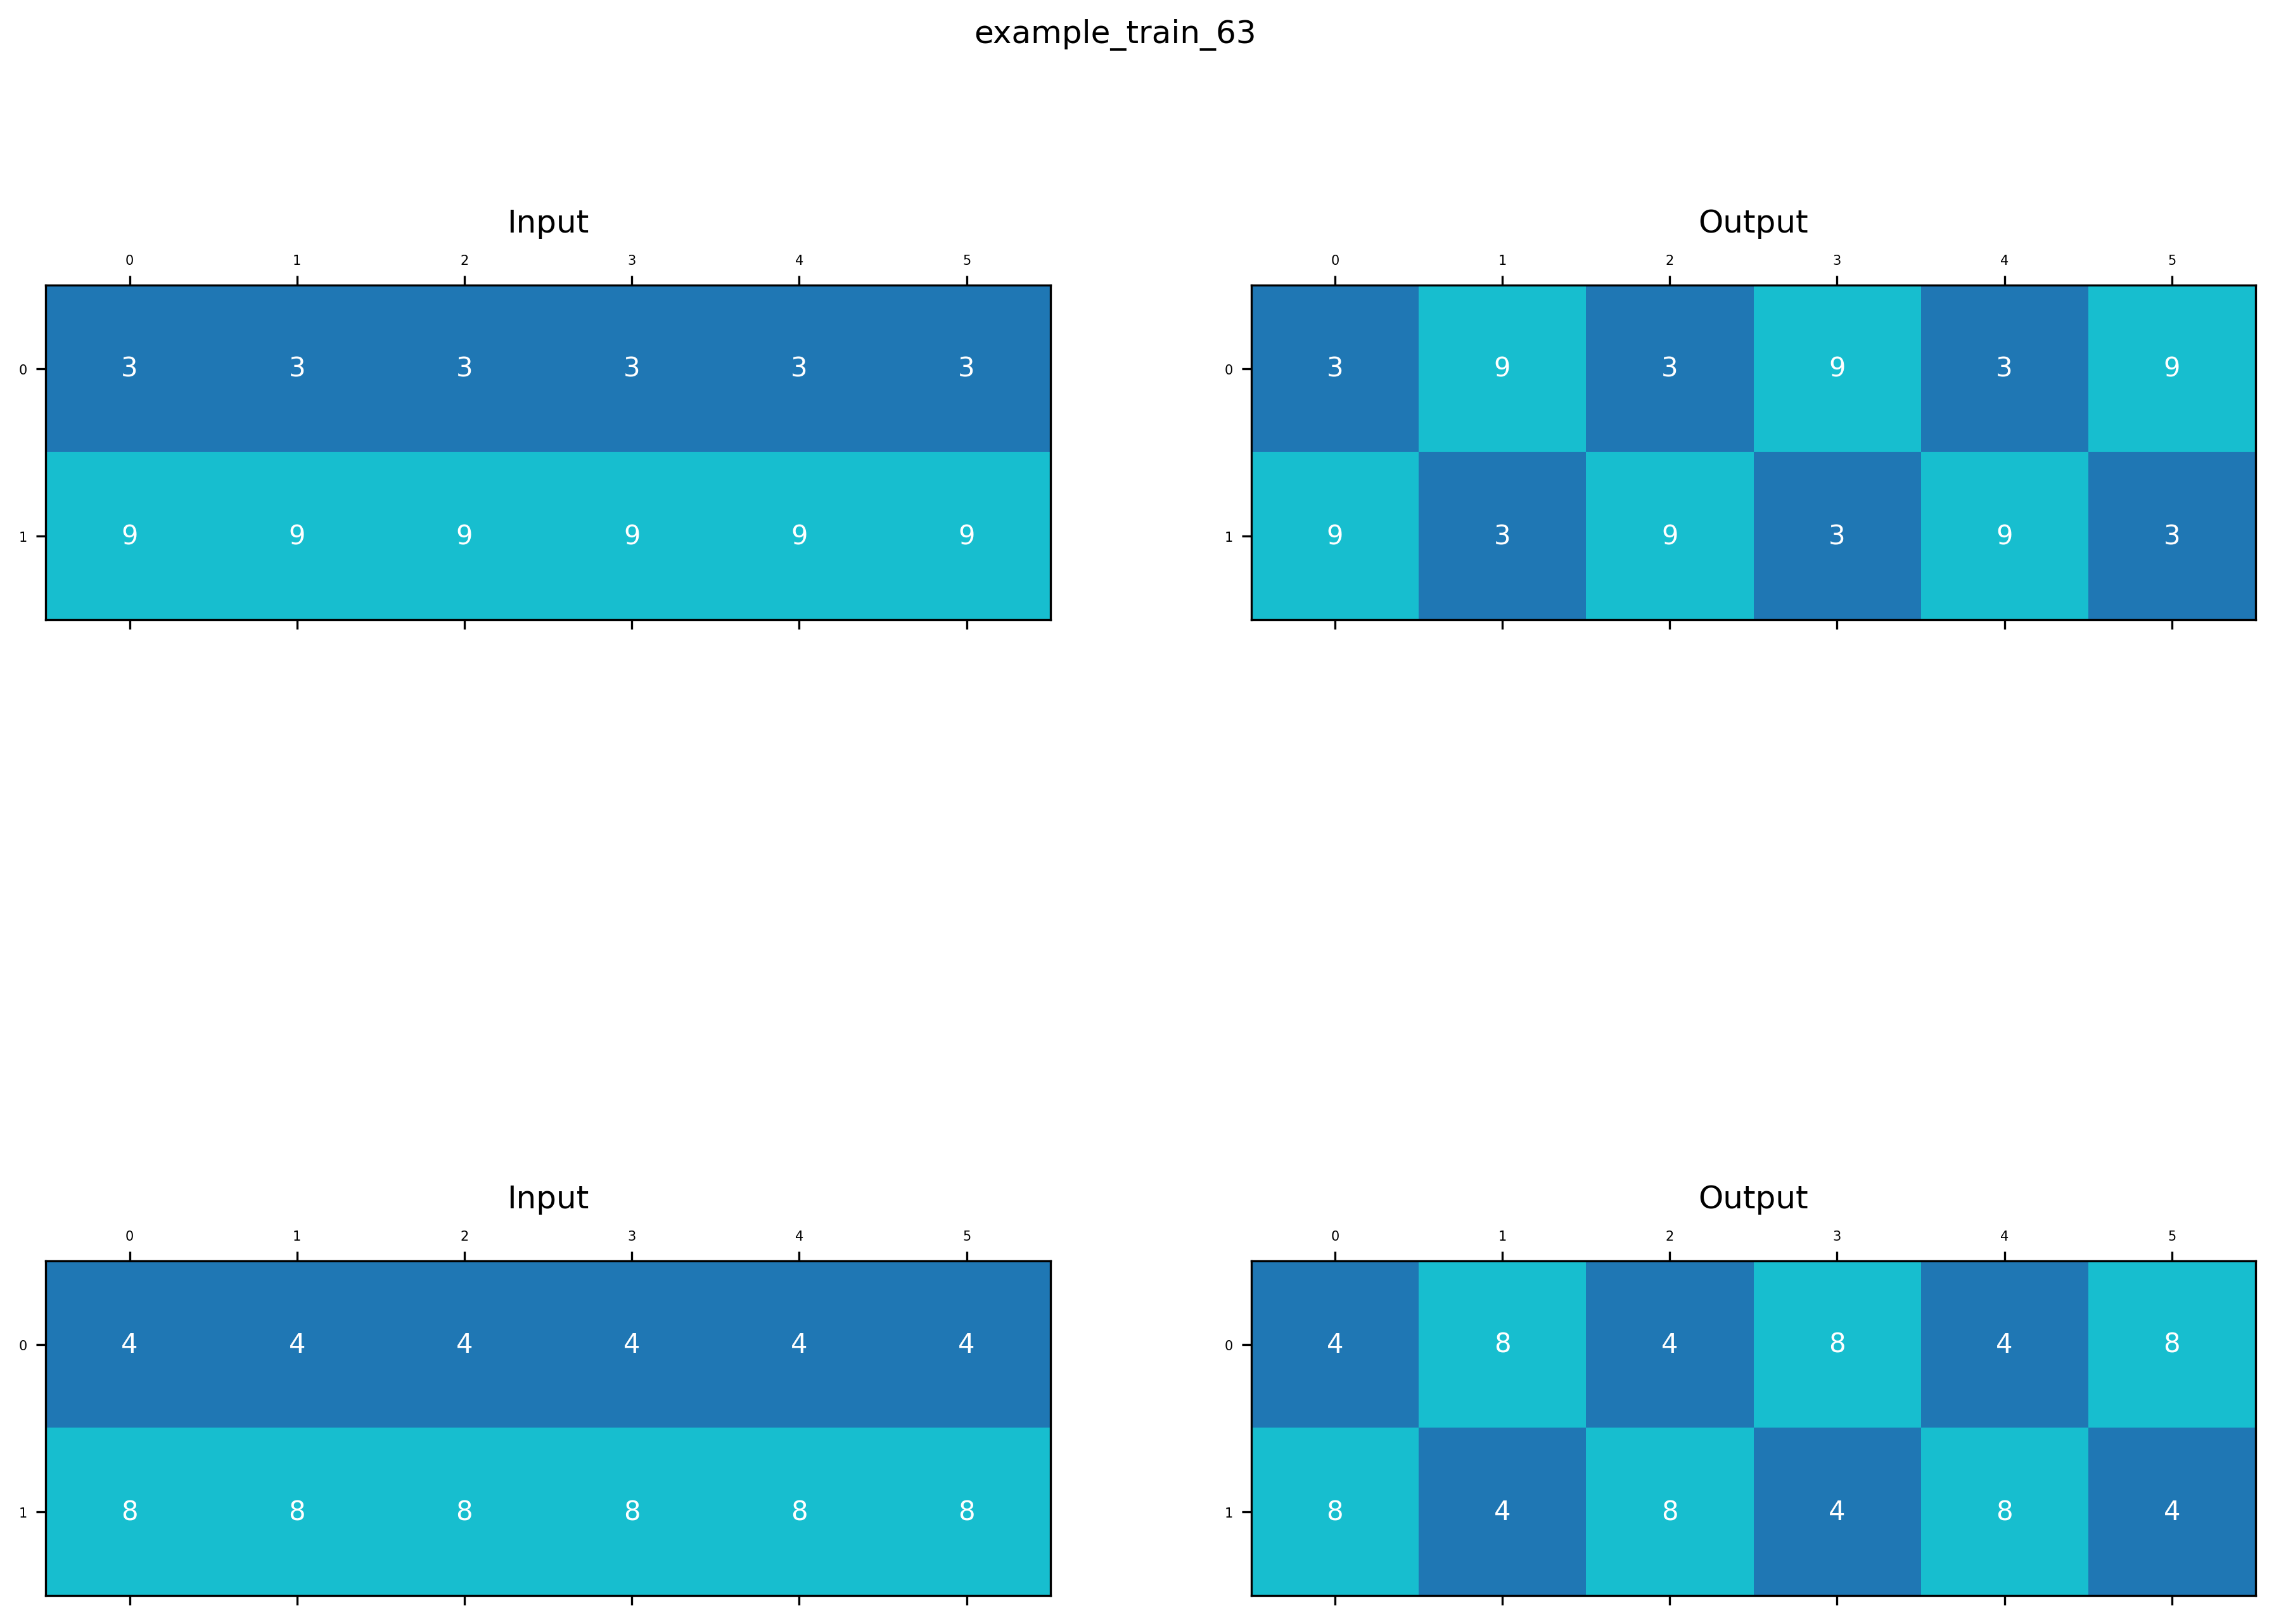 example_train_63
Input Output
0 1 2 3 4 5 0 1 2 3 4 5
0 3 3 3 3 3 3 0 3 9 3 9 3 9
1 9 9 9 9 9 9 1 9 3 9 3 9 3
Input Output
0 1 2 3 4 5 0 1 2 3 4 5
0 4 4 4 4 4 4 0 4 8 4 8 4 8
1 8 8 8 8 8 8 1 8 4 8 4 8 4